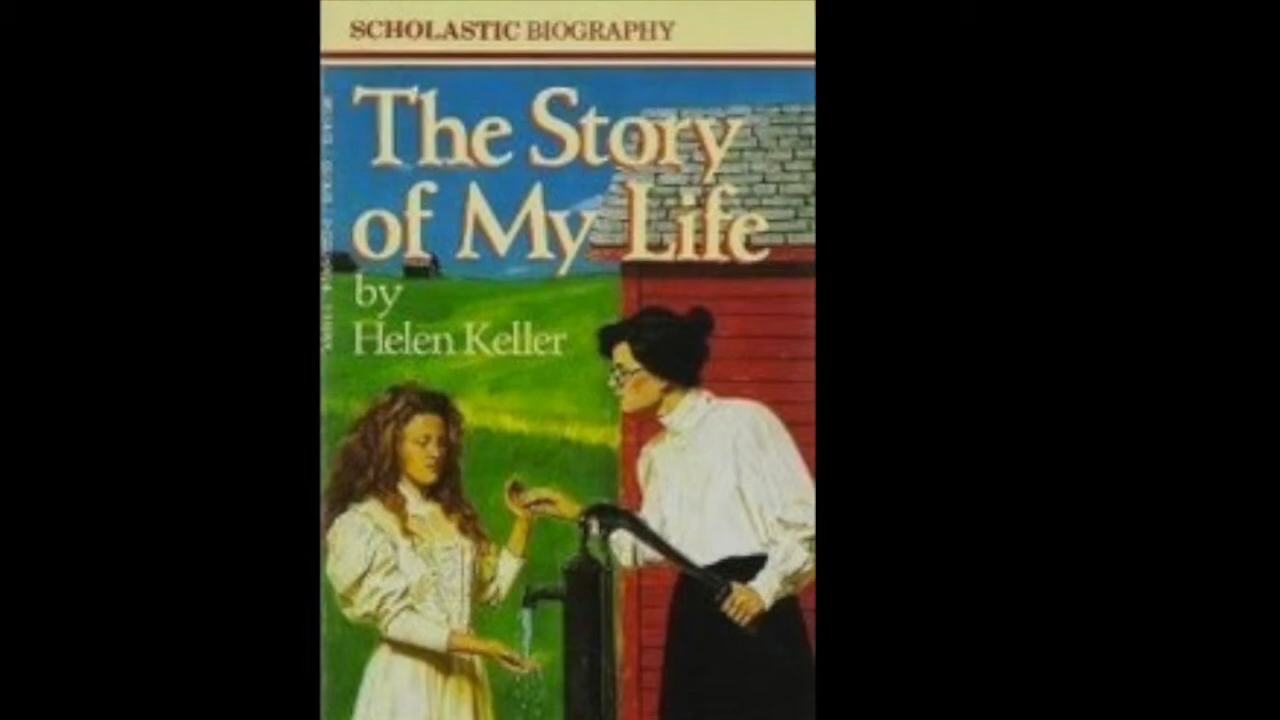 SCHOLASTIC BIOGRAPHY
The Story
of My Life
by
Helen Keller